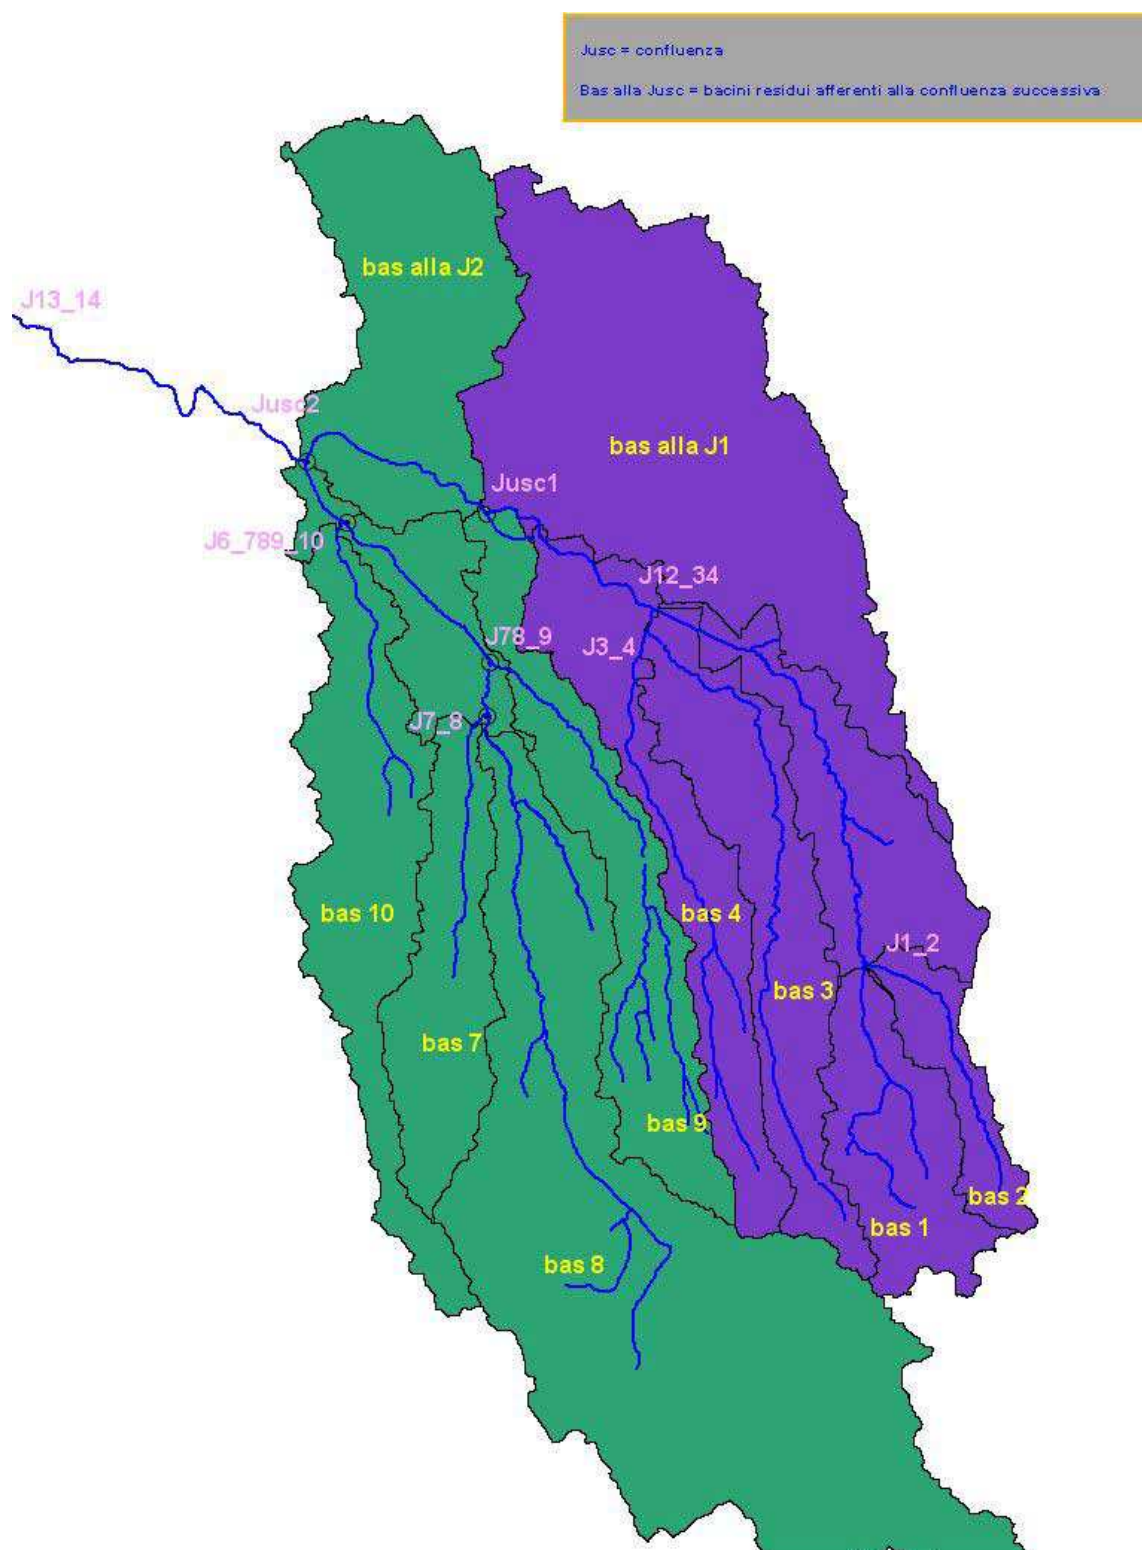 Jusc = confluenza
Bas alla Jusc = bacini residui afferenti alla confluenza successiva
bas alla J2
J13_14
Jusc2
bas alla J1
Jusc1
J6_789_10
J12_34
J78_9
J3_4
J7_8
bas 10
bas 4
J1_2
bas 3
bas 7
bas 9
bas 2
bas 1
bas 8